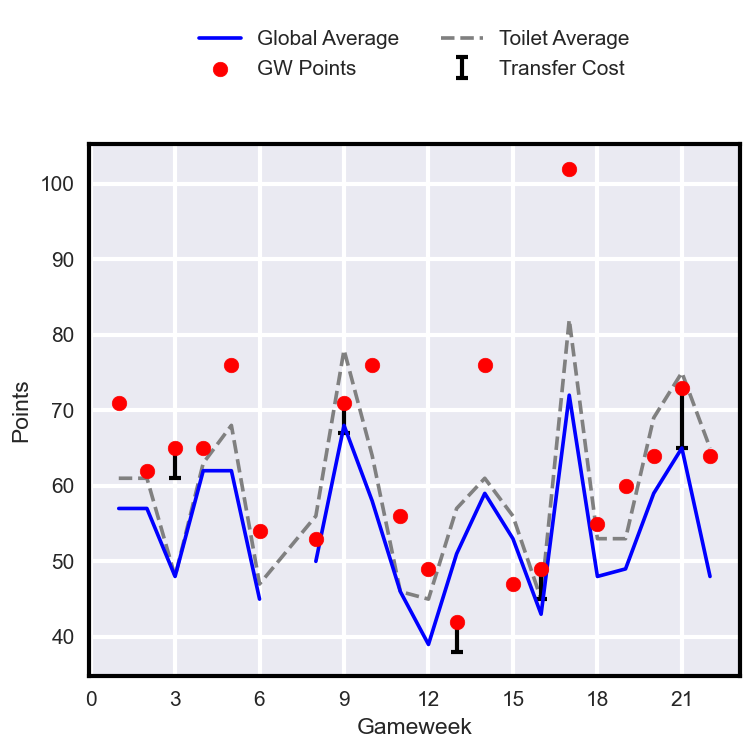 Global Average
Toilet Average
GW Points
Transfer Cost
100
90
80
70
60
50
40
Points
0 3 6 9 12 15 18 21
Gameweek